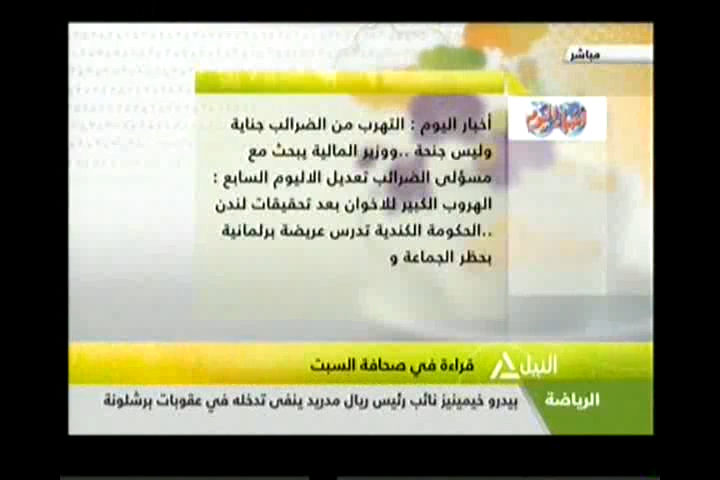 مباشر
أخبار اليوم
أخبار اليوم : التهرب من الضرائب جناية
وليس جنحة ..ووزير المالية يبحث مع
مسؤلى الضرائب تعديل الاليوم السابع :
الهروب الكبير للاخوان بعد تحقيقات لندن
..الحكومة الكندية تدرس عريضة برلمانية
بحظر الجماعة و
النيل قراءة في صحافة السبت
الرياضة بيدرو خيمينيز نائب رئيس ريال مدريد ينفى تدخله في عقوبات برشلونة